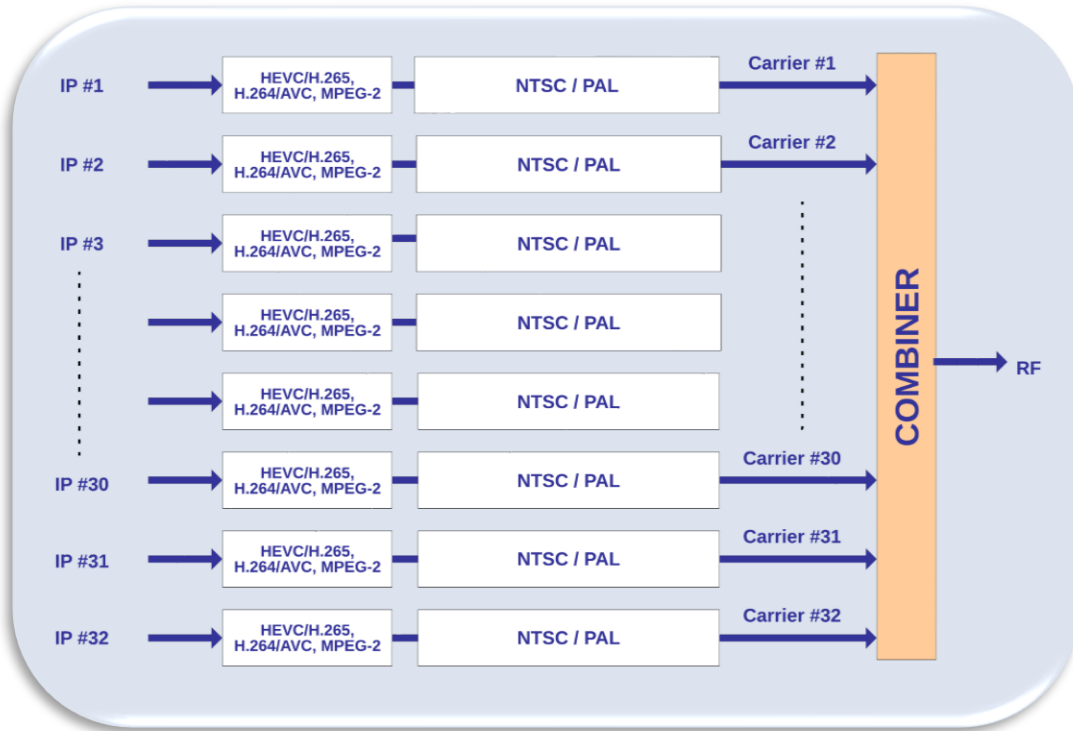 IP #1
HEVC/H.265,
H.264/AVC, MPEG-2
NTSC / PAL
Carrier #1
IP #2
HEVC/H.265,
H.264/AVC, MPEG-2
NTSC / PAL
Carrier #2
IP #3
HEVC/H.265,
H.264/AVC, MPEG-2
NTSC / PAL
HEVC/H.265,
H.264/AVC, MPEG-2
NTSC / PAL
HEVC/H.265,
H.264/AVC, MPEG-2
NTSC / PAL
IP #30
HEVC/H.265,
H.264/AVC, MPEG-2
NTSC / PAL
Carrier #30
IP #31
HEVC/H.265,
H.264/AVC, MPEG-2
NTSC / PAL
Carrier #31
IP #32
HEVC/H.265,
H.264/AVC, MPEG-2
NTSC / PAL
Carrier #32
COMBINER
RF